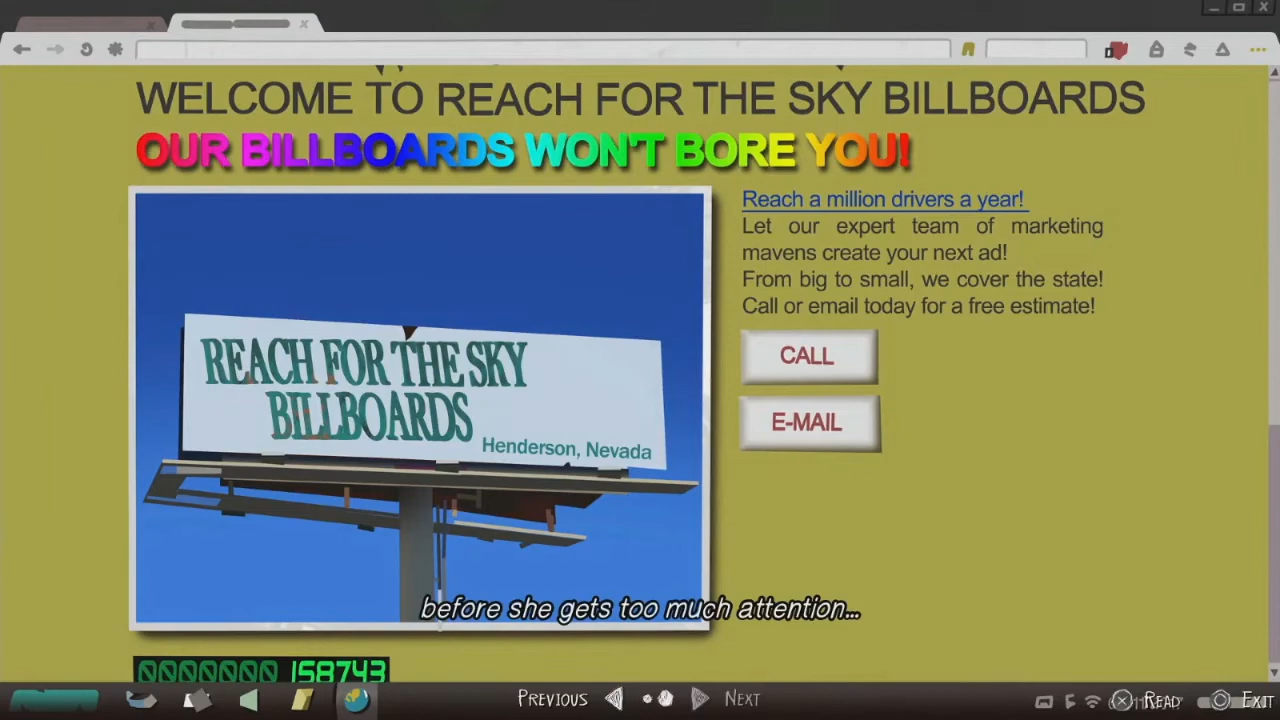 WELCOME TO REACH FOR THE SKY BILLBOARDS
OUR BILLBOARDS WON'T BORE YOU!
Reach a million drivers a year!
Let our expert team of marketing
mavens create your next ad!
From big to small, we cover the state!
Call or email today for a free estimate!
CALL
E-MAIL
REACH FOR THE SKY
BILLBOARDS
Henderson, Nevada
before she gets too much attention...
0000000 158743
PREVIOUS
NEXT
READ
EXIT